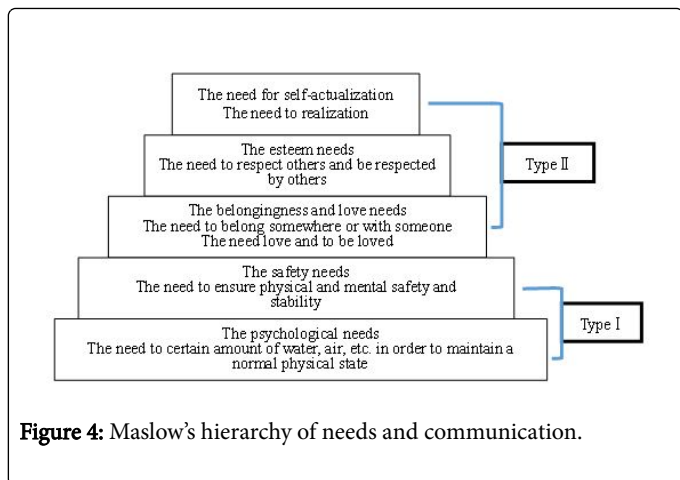 The need for self-actualization
The need to realization
The esteem needs
The need to respect others and be respected
by others
Type II
The belongingness and love needs
The need to belong somewhere or with someone
The need love and to be loved
The safety needs
The need to ensure physical and mental safety and
stability
Type I
The psychological needs
The need to certain amount of water, air, etc. in order to maintain a
normal physical state
Figure 4: Maslow's hierarchy of needs and communication.